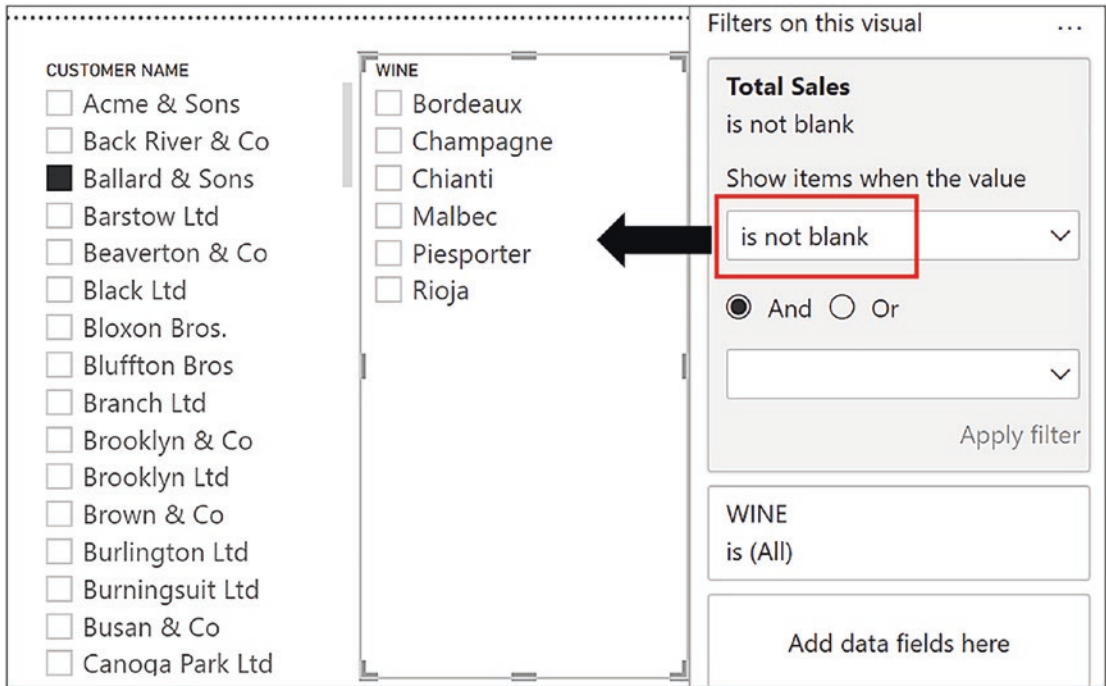 Filters on this visual
...
CUSTOMER NAME
Acme & Sons
Back River & Co
Ballard & Sons
Barstow Ltd
Beaverton & Co
Black Ltd
Bloxon Bros.
Bluffton Bros
Branch Ltd
Brooklyn & Co
Brooklyn Ltd
Brown & Co
Burlington Ltd
Burningsuit Ltd
Busan & Co
Canoga Park Ltd
WINE
Bordeaux
Champagne
Chianti
Malbec
Piesporter
Rioja
Total Sales
is not blank
Show items when the value
is not blank
And Or
Apply filter
WINE
is (All)
Add data fields here